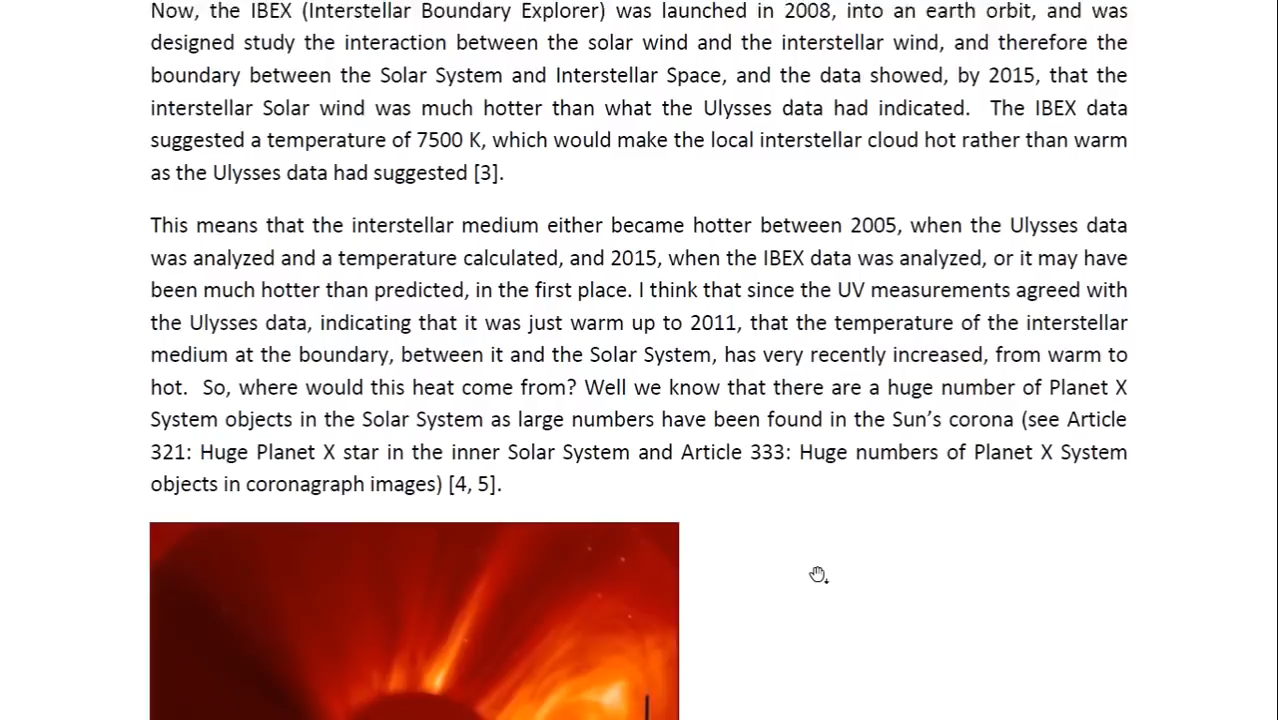 Now, the IBEX (Interstellar Boundary Explorer) was launched in 2008, into an earth orbit, and was
designed study the interaction between the solar wind and the interstellar wind, and therefore the
boundary between the Solar System and Interstellar Space, and the data showed, by 2015, that the
interstellar Solar wind was much hotter than what the Ulysses data had indicated.  The IBEX data
suggested a temperature of 7500 K, which would make the local interstellar cloud hot rather than warm
as the Ulysses data had suggested [3].
This means that the interstellar medium either became hotter between 2005, when the Ulysses data
was analyzed and a temperature calculated, and 2015, when the IBEX data was analyzed, or it may have
been much hotter than predicted, in the first place. I think that since the UV measurements agreed with
the Ulysses data, indicating that it was just warm up to 2011, that the temperature of the interstellar
medium at the boundary, between it and the Solar System, has very recently increased, from warm to
hot.  So, where would this heat come from? Well we know that there are a huge number of Planet X
System objects in the Solar System as large numbers have been found in the Sun’s corona (see Article
321: Huge Planet X star in the inner Solar System and Article 333: Huge numbers of Planet X System
objects in coronagraph images) [4, 5].